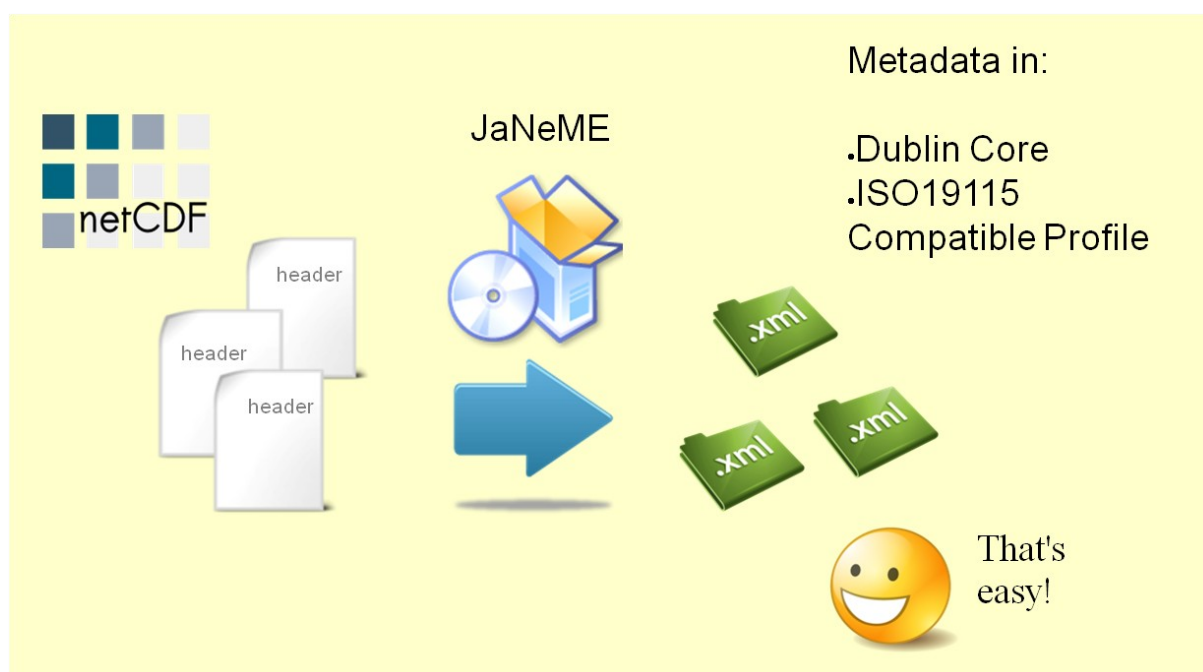 netCDF
header
header
header
JaNeME
Metadata in:
.Dublin Core
.ISO19115
Compatible Profile
.xml
.xml
.xml
That's
easy!